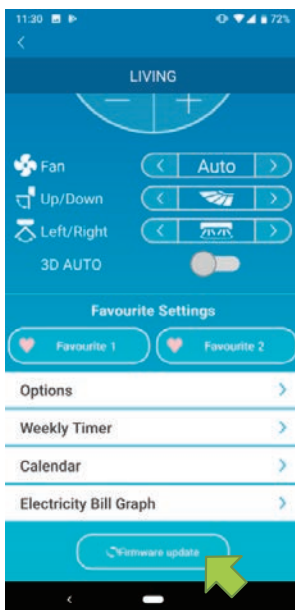 11:30 72%
LIVING
Fan Auto
Up/Down
Left/Right
3D AUTO
Favourite Settings
Favourite 1 Favourite 2
Options
Weekly Timer
Calendar
Electricity Bill Graph
Firmware update